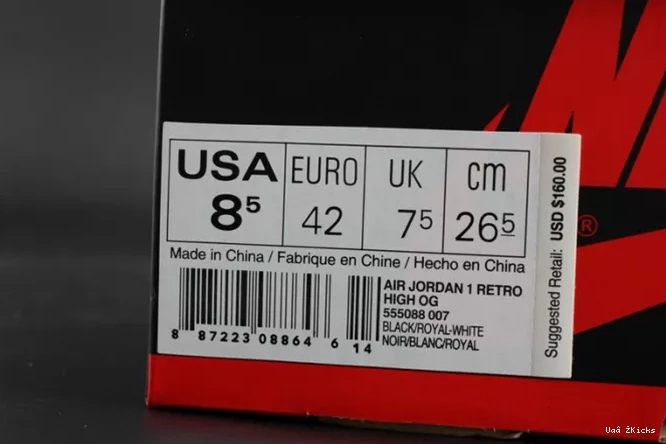 USA EURO UK cm
8⁵ 42 7⁵ 26⁵
Made in China / Fabrique en Chine / Hecho en China
AIR JORDAN 1 RETRO
HIGH OG
555088 007
BLACK/ROYAL-WHITE
NOIR/BLANC/ROYAL
8 87223 08864 6 14
Suggested Retail: USD $160.00
®
Uaâ ŽKicks